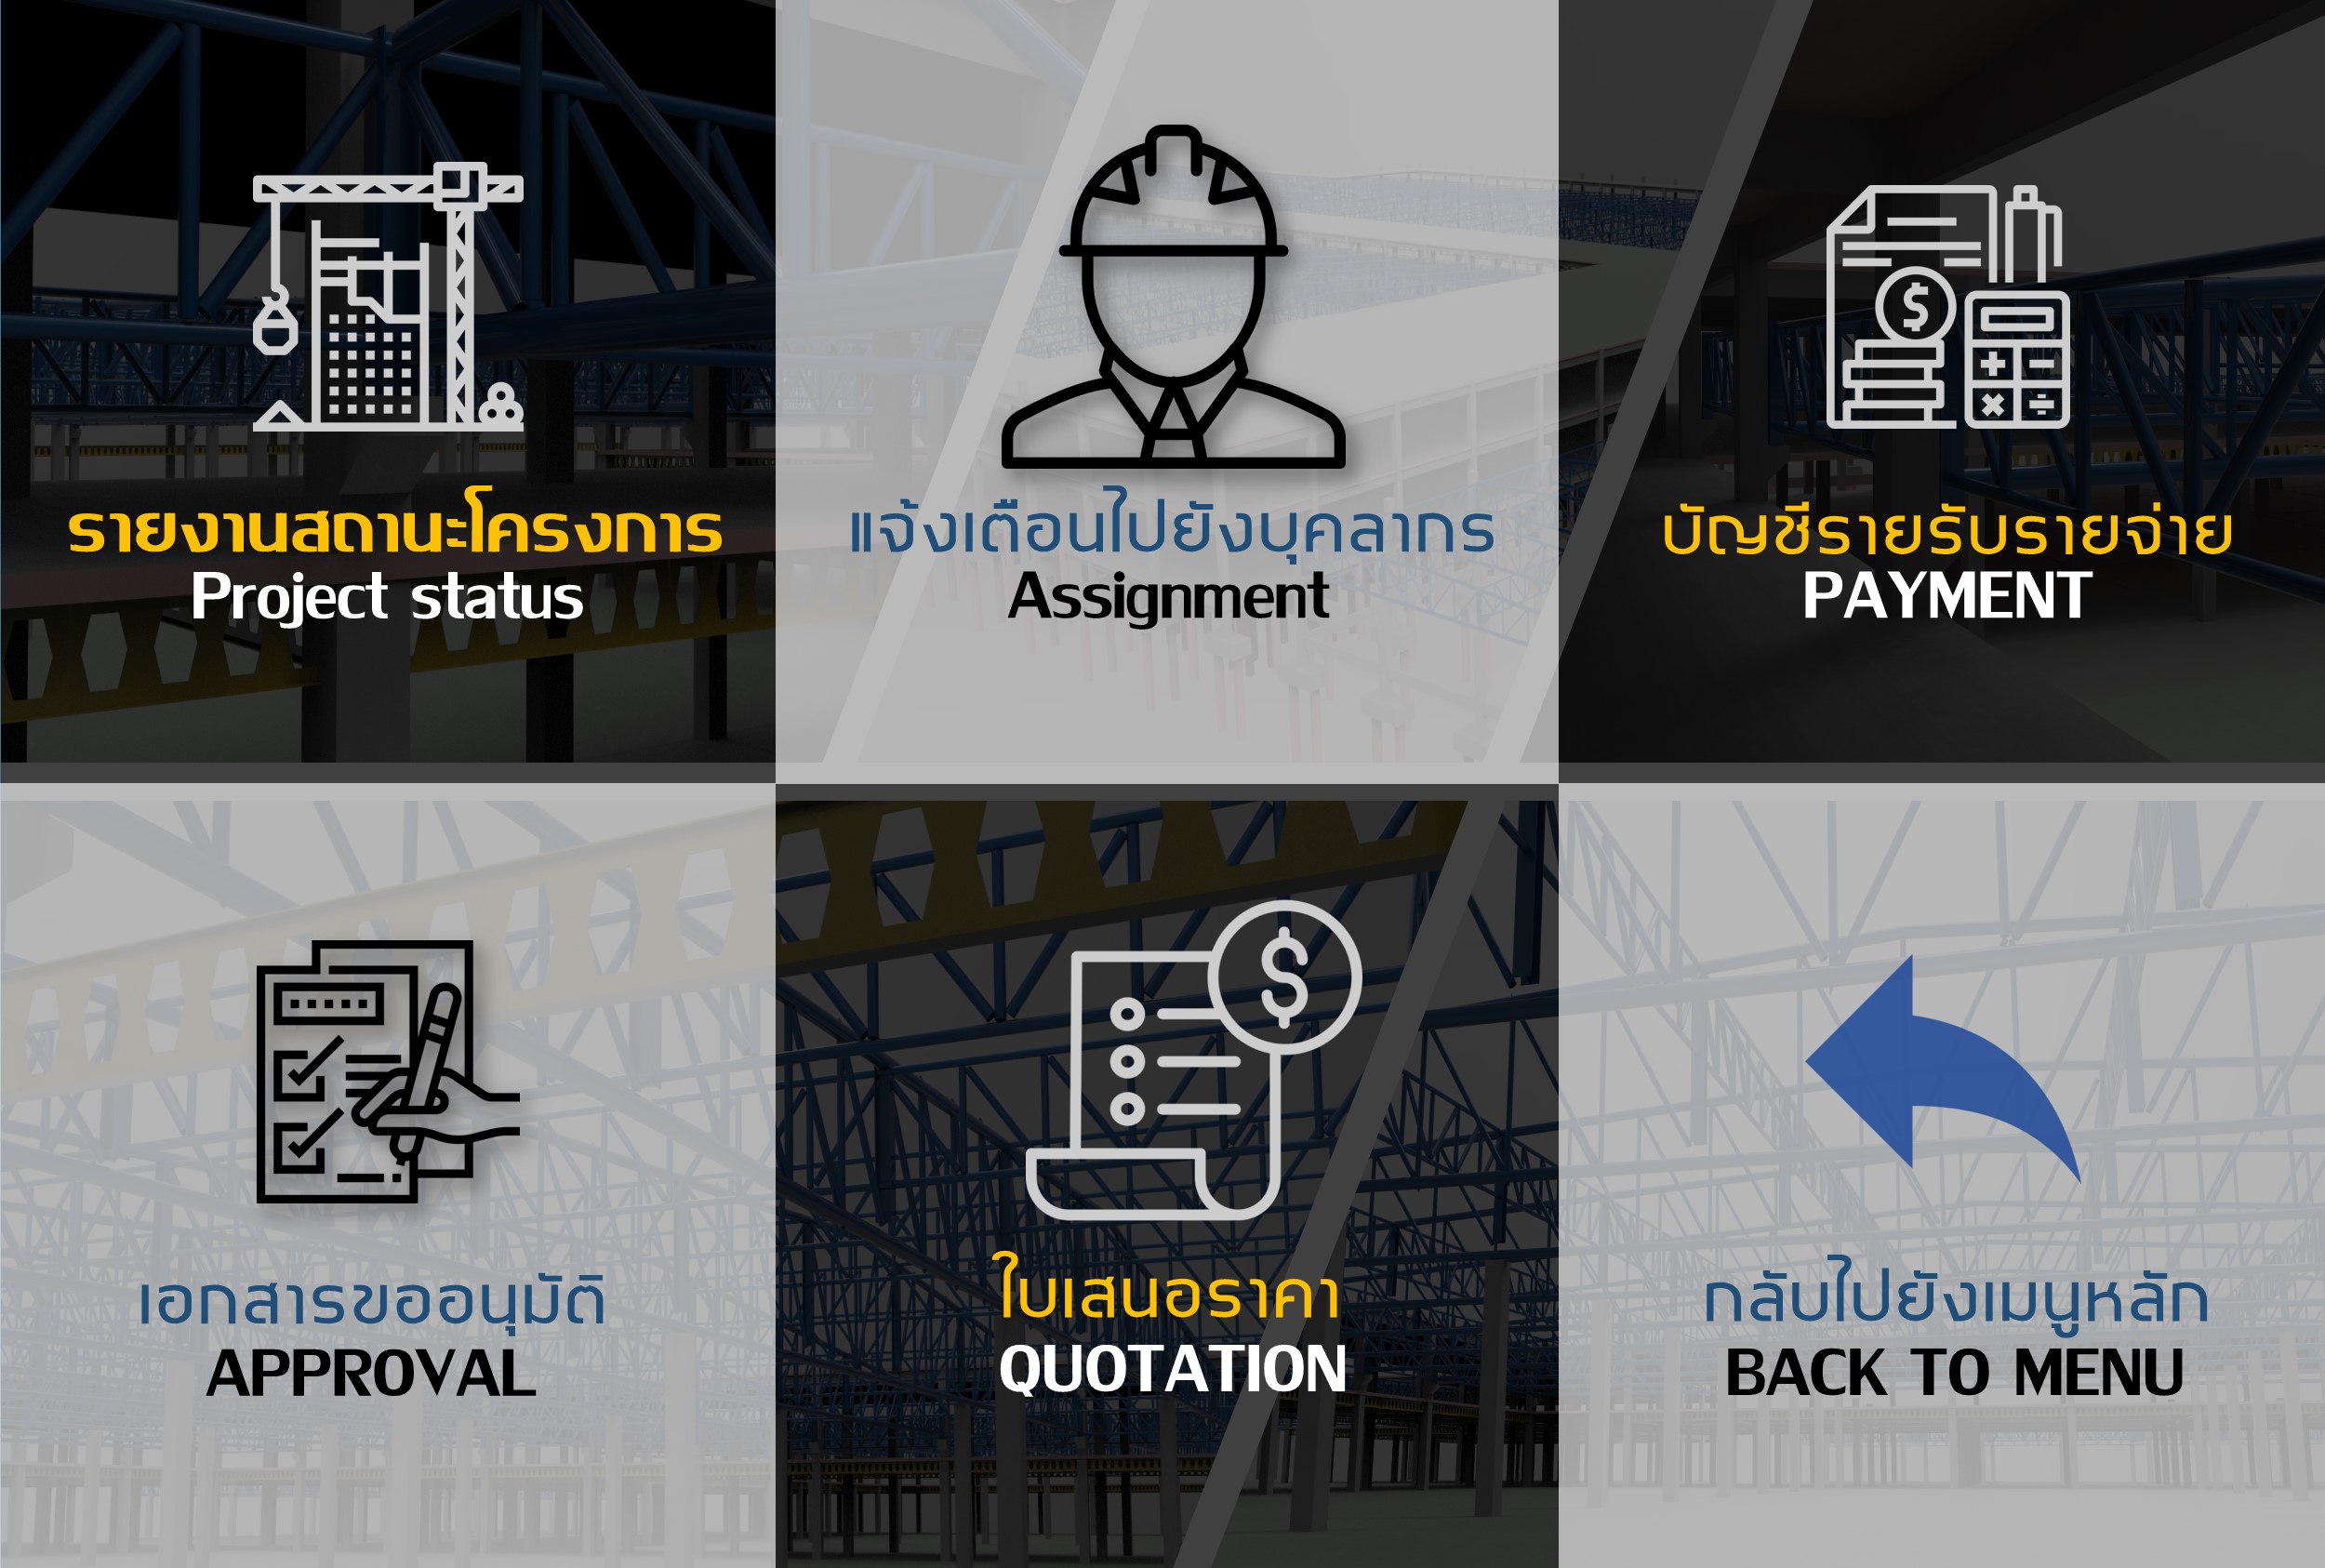 รายงานสถานะโครงการ
Project status
แจ้งเตือนไปยังบุคลากร
Assignment
บัญชีรายรับรายจ่าย
PAYMENT
เอกสารขออนุมัติ
APPROVAL
ใบเสนอราคา
QUOTATION
กลับไปยังเมนูหลัก
BACK TO MENU